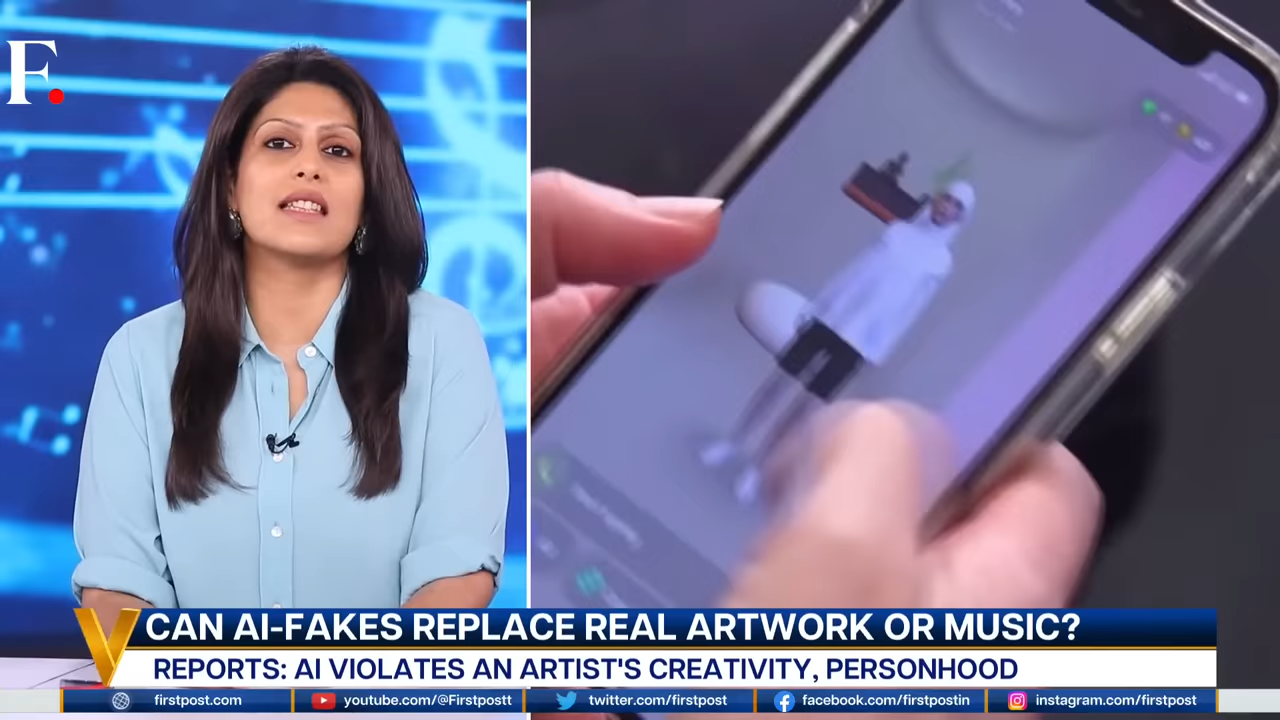 F.
CAN AI-FAKES REPLACE REAL ARTWORK OR MUSIC?
REPORTS: AI VIOLATES AN ARTIST'S CREATIVITY, PERSONHOOD
firstpost.com
youtube.com/@Firstpostt
twitter.com/firstpost
facebook.com/firstpostin
instagram.com/firstpost